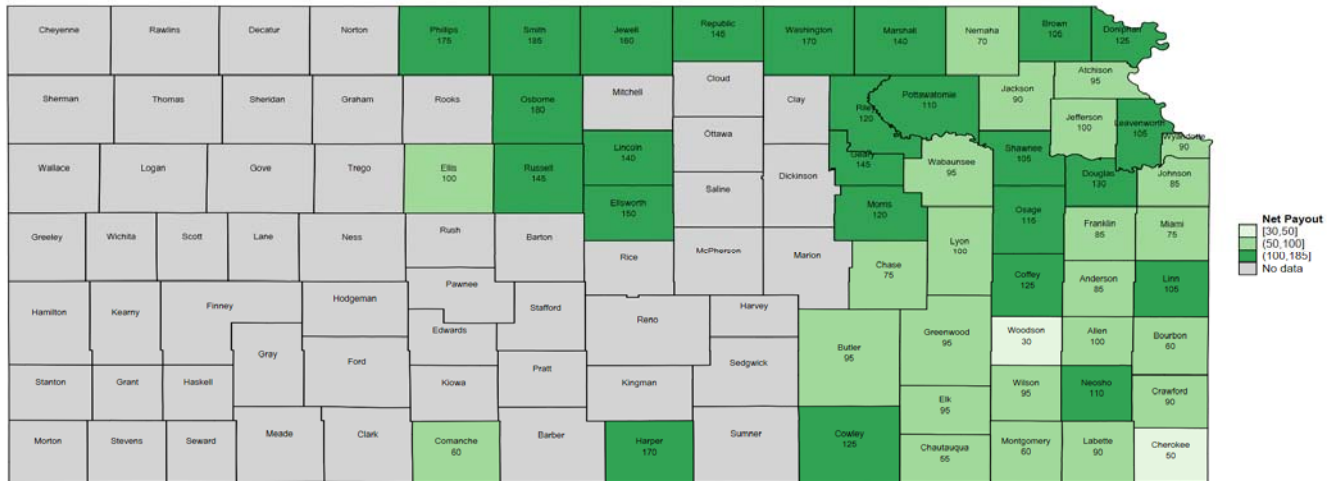 Cheyenne
Rawlins
Decatur
Norton
Phillips
175
Smith
185
Jewell
160
Republic
145
Washington
170
Marshall
140
Nemaha
70
Brown
105
Doniphan
125
Sherman
Thomas
Sheridan
Graham
Rooks
Osborne
180
Mitchell
Cloud
Clay
Riley
120
Pottawatomie
110
Jackson
90
Atchison
95
Jefferson
100
Leavenworth
105
Wyandotte
90
Wallace
Logan
Gove
Trego
Ellis
100
Russell
145
Lincoln
140
Ottawa
Saline
Dickinson
Geary
145
Wabaunsee
95
Shawnee
105
Douglas
130
Johnson
85
Ellsworth
150
Morris
120
Osage
115
Franklin
85
Miami
75
Greeley
Wichita
Scott
Lane
Ness
Rush
Barton
Rice
McPherson
Marion
Chase
75
Lyon
100
Coffey
125
Anderson
85
Linn
105
Hamilton
Kearny
Finney
Hodgeman
Pawnee
Stafford
Edwards
Reno
Harvey
Gray
Ford
Sedgwick
Butler
95
Greenwood
95
Woodson
30
Allen
100
Bourbon
60
Stanton
Grant
Haskell
Kiowa
Pratt
Kingman
Elk
95
Wilson
95
Neosho
110
Crawford
90
Morton
Stevens
Seward
Meade
Clark
Comanche
60
Barber
Harper
170
Sumner
Cowley
125
Chautauqua
55
Montgomery
60
Labette
90
Cherokee
50
Net Payout
[30,50]
(50,100]
(100,185]
No data